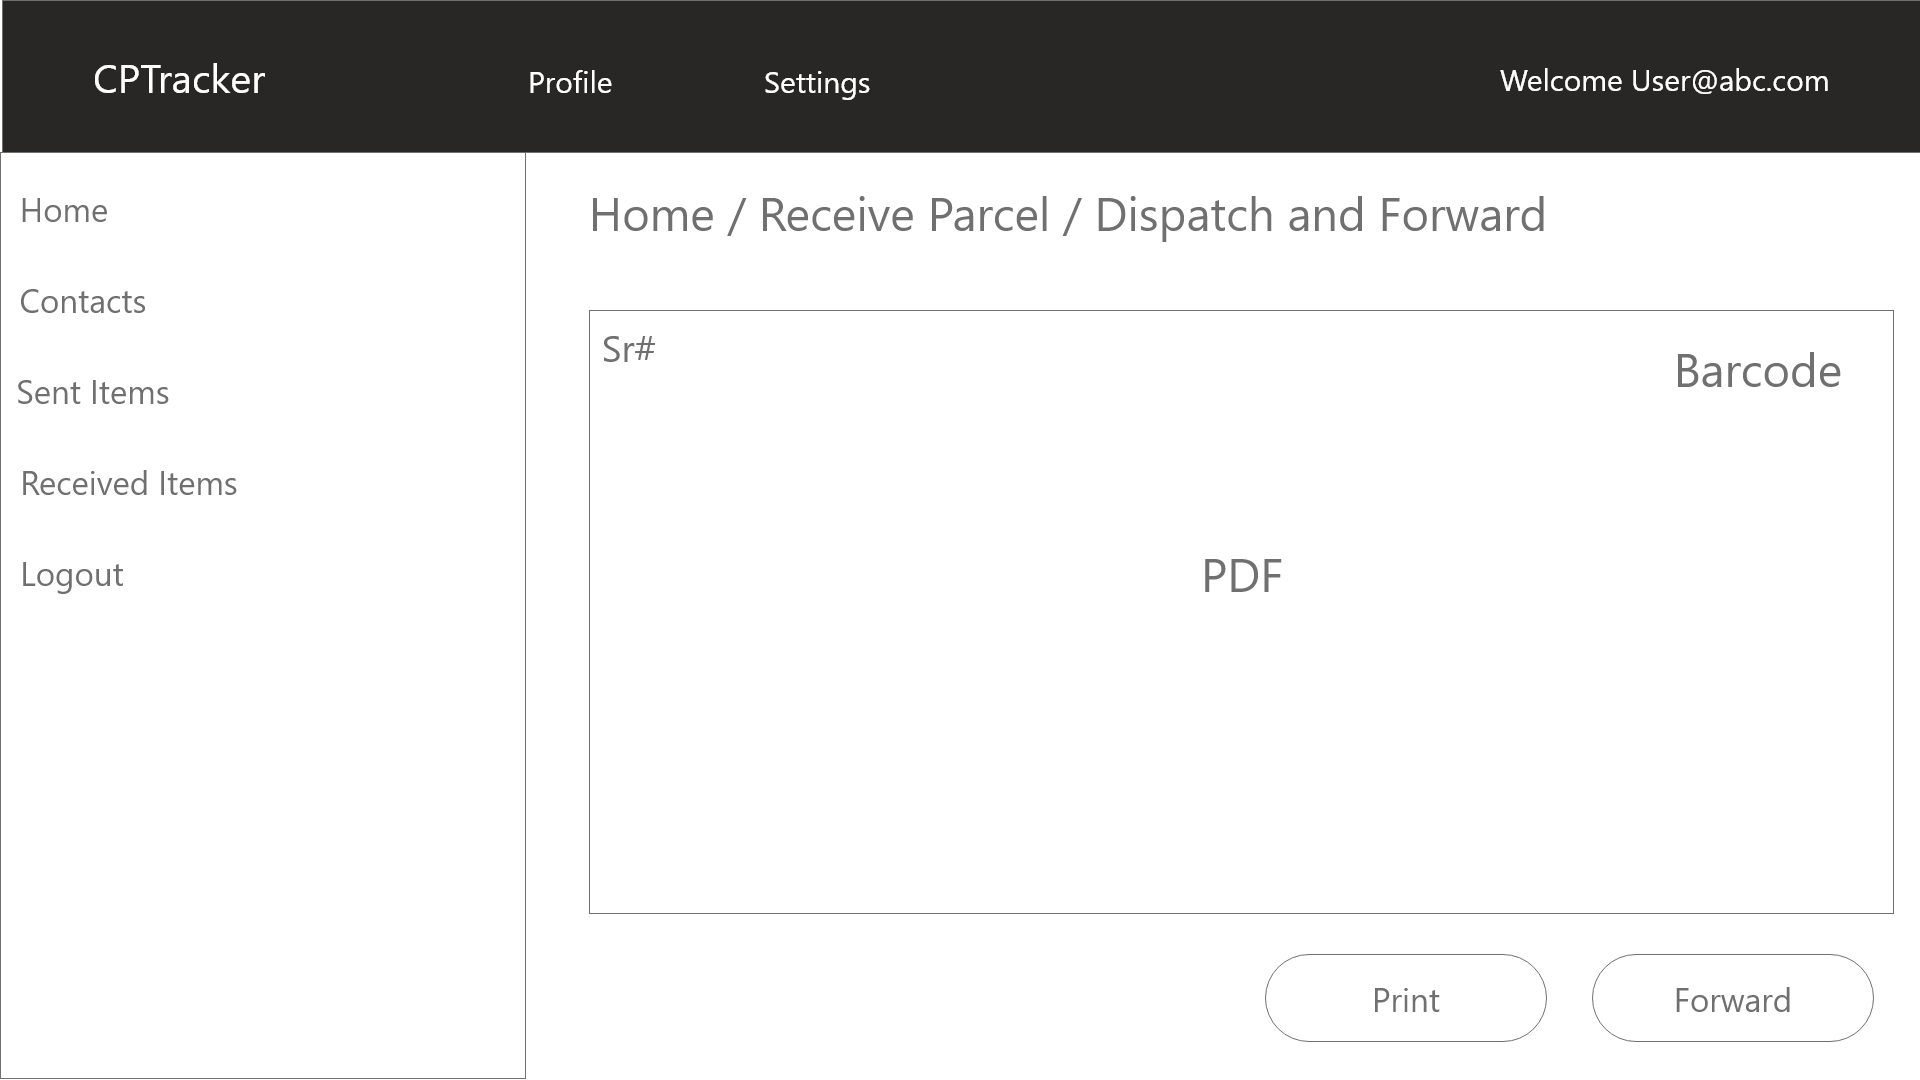 CPTracker
Profile
Settings
Welcome User@abc.com
Home
Contacts
Sent Items
Received Items
Logout
Home / Receive Parcel / Dispatch and Forward
Sr#
Barcode
PDF
Print
Forward